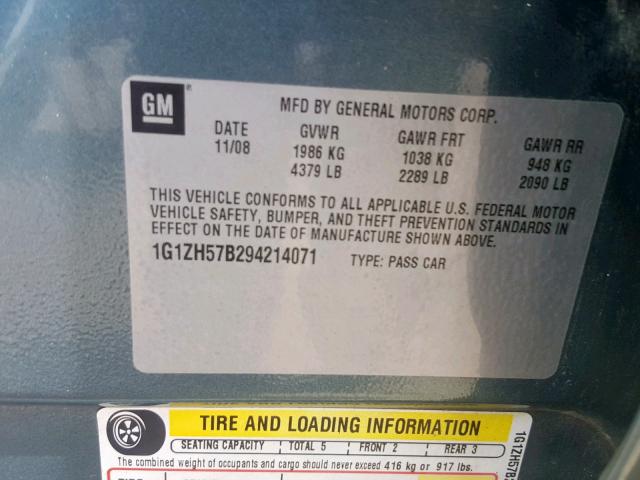 GM
MFD BY GENERAL MOTORS CORP.
DATE GVWR GAWR FRT GAWR RR
11/08 1986 KG 1038 KG 948 KG
4379 LB 2289 LB 2090 LB
THIS VEHICLE CONFORMS TO ALL APPLICABLE U.S. FEDERAL MOTOR
VEHICLE SAFETY, BUMPER, AND THEFT PREVENTION STANDARDS IN
EFFECT ON THE DATE OF MANUFACTURE SHOWN ABOVE.
1G1ZH57B294214071 TYPE: PASS CAR
TIRE AND LOADING INFORMATION
SEATING CAPACITY TOTAL 5 FRONT 2 REAR 3
The combined weight of occupants and cargo should never exceed 416 kg or 917 lbs.
1G1ZH57B